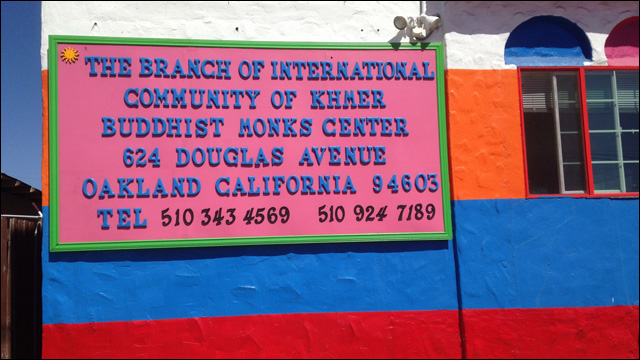 THE BRANCH OF INTERNATIONAL
COMMUNITY OF KHMER
BUDDHIST MONKS CENTER
624 DOUGLAS AVENUE
OAKLAND CALIFORNIA 94603
TEL 510 343 4569 510 924 7189